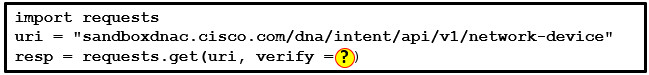 import requests
uri = "sandboxdnac.cisco.com/dna/intent/api/v1/network-device"
resp = requests.get(uri, verify =?)